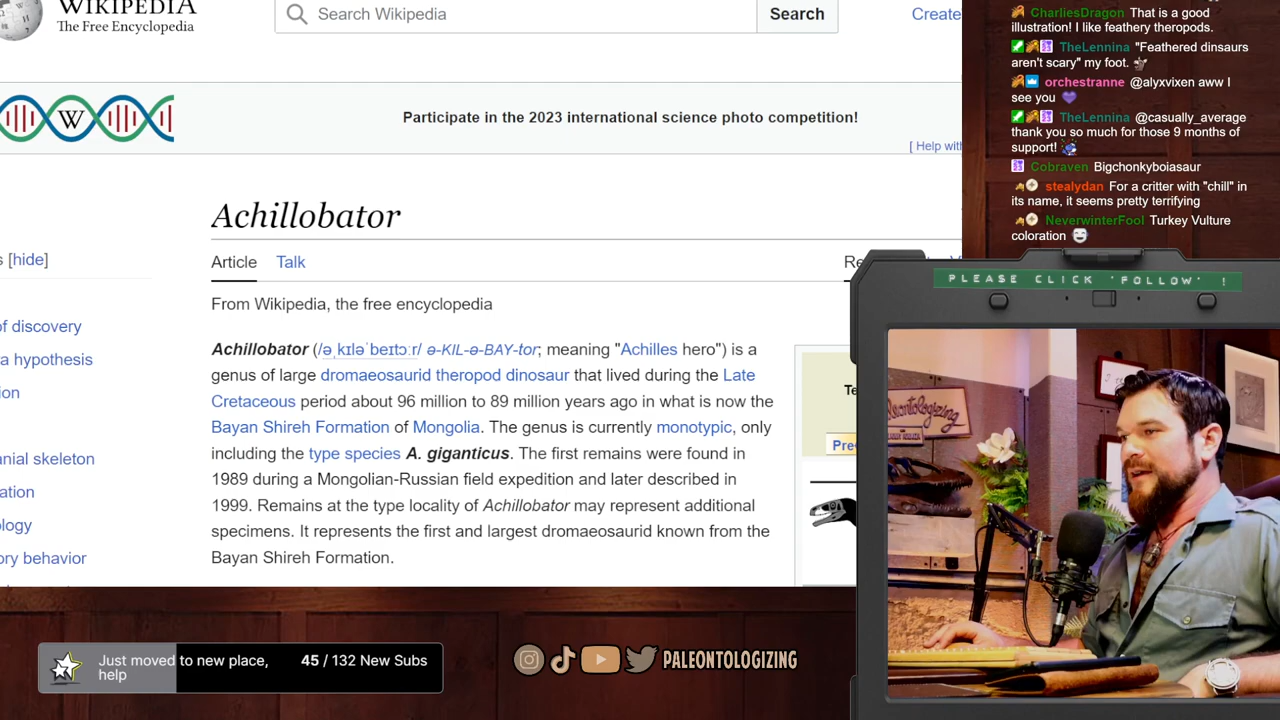 WIKIPEDIA
The Free Encyclopedia
Search Wikipedia
Search
Create
W
Participate in the 2023 international science photo competition!
[ Help with
Achillobator
[hide]
Article Talk
Re
From Wikipedia, the free encyclopedia
of discovery
a hypothesis
ion
anial skeleton
ation
ology
ory behavior
Achillobator (/əˌkɪləˈbeɪtɔːr/ ə-KIL-ə-BAY-tor; meaning "Achilles hero") is a
genus of large dromaeosaurid theropod dinosaur that lived during the Late
Cretaceous period about 96 million to 89 million years ago in what is now the
Bayan Shireh Formation of Mongolia. The genus is currently monotypic, only
including the type species A. giganticus. The first remains were found in
1989 during a Mongolian-Russian field expedition and later described in
1999. Remains at the type locality of Achillobator may represent additional
specimens. It represents the first and largest dromaeosaurid known from the
Bayan Shireh Formation.
Te
Pre
CharliesDragon That is a good
illustration! I like feathery theropods.
TheLennina "Feathered dinsaurs
aren't scary" my foot.
orchestranne @alyxvixen aww I
see you
TheLennina @casually_average
thank you so much for those 9 months of
support!
Cobraven Bigchonkyboiasaur
stealydan For a critter with "chill" in
its name, it seems pretty terrifying
NeverwinterFool Turkey Vulture
coloration
PLEASE CLICK 'FOLLOW' !
Paleontologizing
Just moved to new place,
help
45 / 132 New Subs
PALEONTOLOGIZING